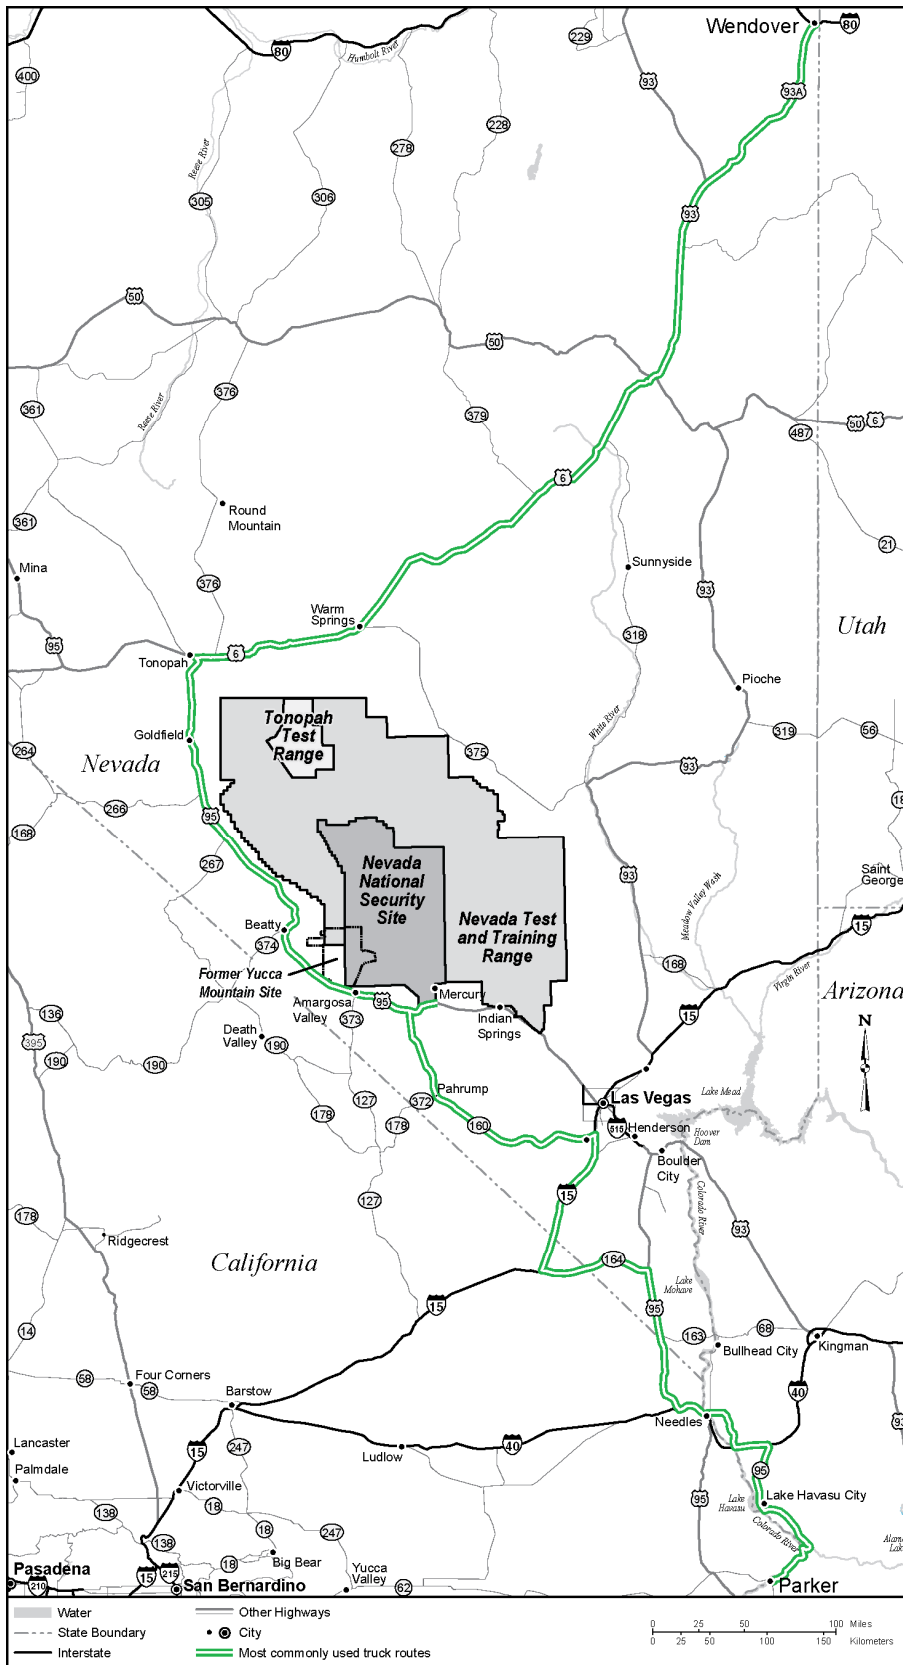 Wendover
80
80
Humbolt River
229
93
93A
400
228
278
Reese River
305
306
93
50
50
376
361
379
Reese River
50
6
487
6
Round
Mountain
361
21
Mina
376
Sunnyside
93
Warm
Springs
318
Utah
95
Tonopah
6
Pioche
White River
Tonopah
Test
Range
Goldfield
319
56
264
375
93
Nevada
266
95
18
168
267
Nevada
National
Security
Site
93
Saint
George
Meadow Valley Wash
Beatty
374
Nevada Test
and Training
Range
15
Former Yucca
Mountain Site
168
Virgin River
Mercury
Arizona
Amargosa
Valley
95
15
136
373
Indian
Springs
N
Death
Valley
395
190
190
190
Pahrump
Lake Mead
127
372
Las Vegas
178
160
515
Henderson
Hoover
Dam
178
Boulder
City
127
15
Colorado River
178
93
Ridgecrest
164
California
Lake
Mohave
15
95
14
163
68
Bullhead City
Kingman
58
Four Corners
58
Barstow
40
Needles
Lancaster
15
247
Ludlow
40
93
Palmdale
95
Victorville
95
Lake
Havasu
Lake Havasu City
18
138
18
247
Colorado River
138
Alamo
Lake
18
Big Bear
Yucca
Valley
Pasadena
210
15
215
San Bernardino
62
Parker
Water
State Boundary
Interstate
Other Highways
City
Most commonly used truck routes
0 25 50 100 Miles
0 25 50 100 150 Kilometers